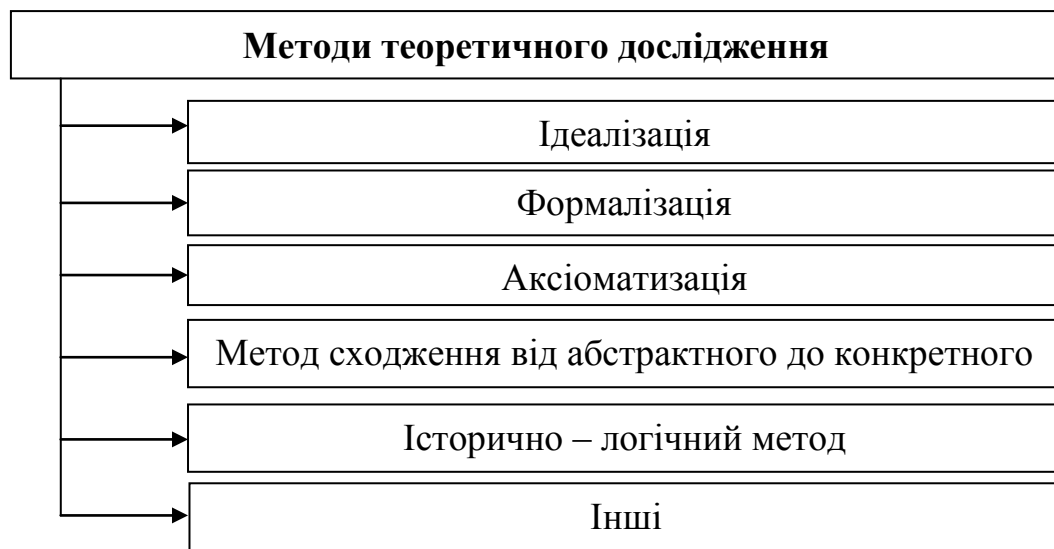 Методи теоретичного дослідження
Ідеалізація
Формалізація
Аксіоматизація
Метод сходження від абстрактного до конкретного
Історично – логічний метод
Інші